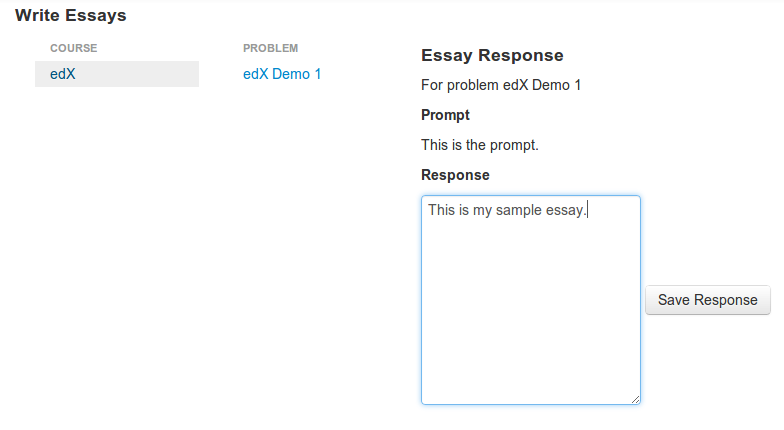 Write Essays
COURSE
edX
PROBLEM
edX Demo 1
Essay Response
For problem edX Demo 1
Prompt
This is the prompt.
Response
This is my sample essay.
Save Response